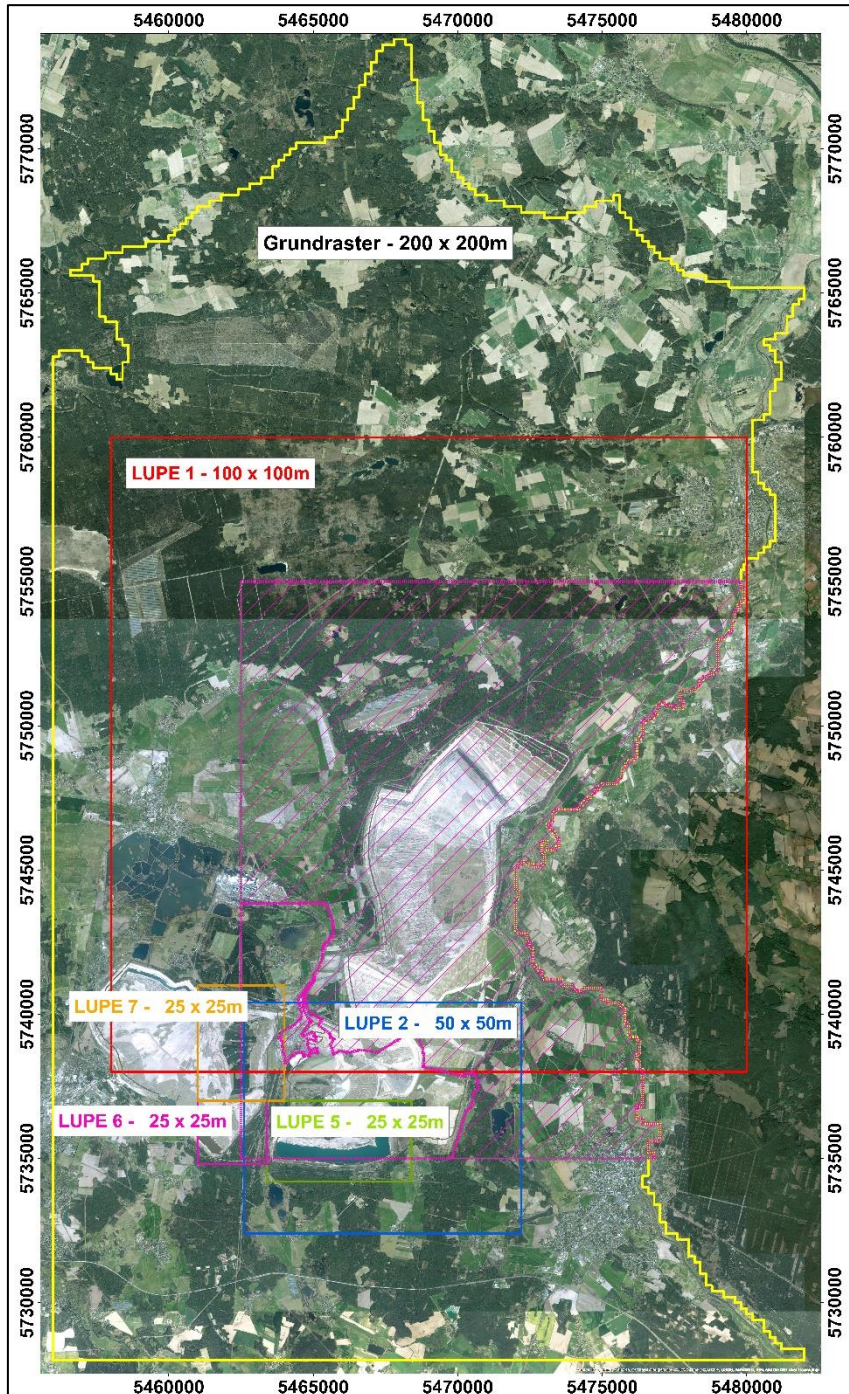 5460000 5465000 5470000 5475000 5480000
5770000 5770000
Grundraster - 200 x 200m
5765000 5765000
5760000 5760000
LUPE 1 - 100 x 100m
5755000 5755000
5750000 5750000
5745000 5745000
LUPE 7 - 25 x 25m
5740000 5740000
LUPE 2 - 50 x 50m
LUPE 6 - 25 x 25m
LUPE 5 - 25 x 25m
5735000 5735000
5730000 5730000
5460000 5465000 5470000 5475000 5480000